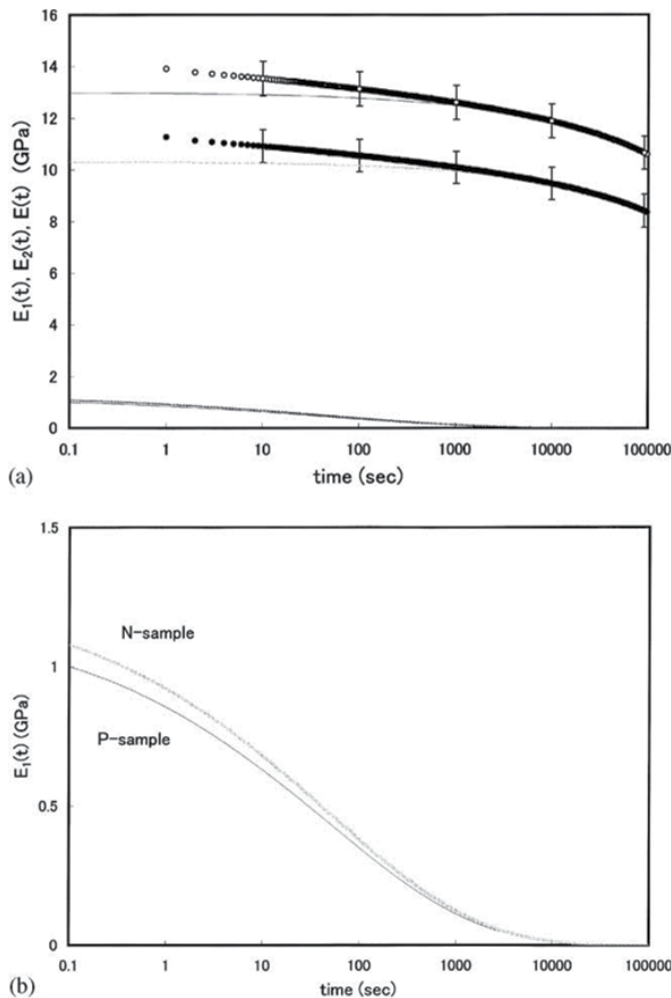 16
14
12
10
8
6
4
2
0
E₁(t), E₂(t), E(t) (GPa)
0.1 1 10 100 1000 10000 100000
time (sec)
(a)
1.5
1
0.5
0
E₁(t) (GPa)
N-sample
P-sample
0.1 1 10 100 1000 10000 100000
time (sec)
(b)